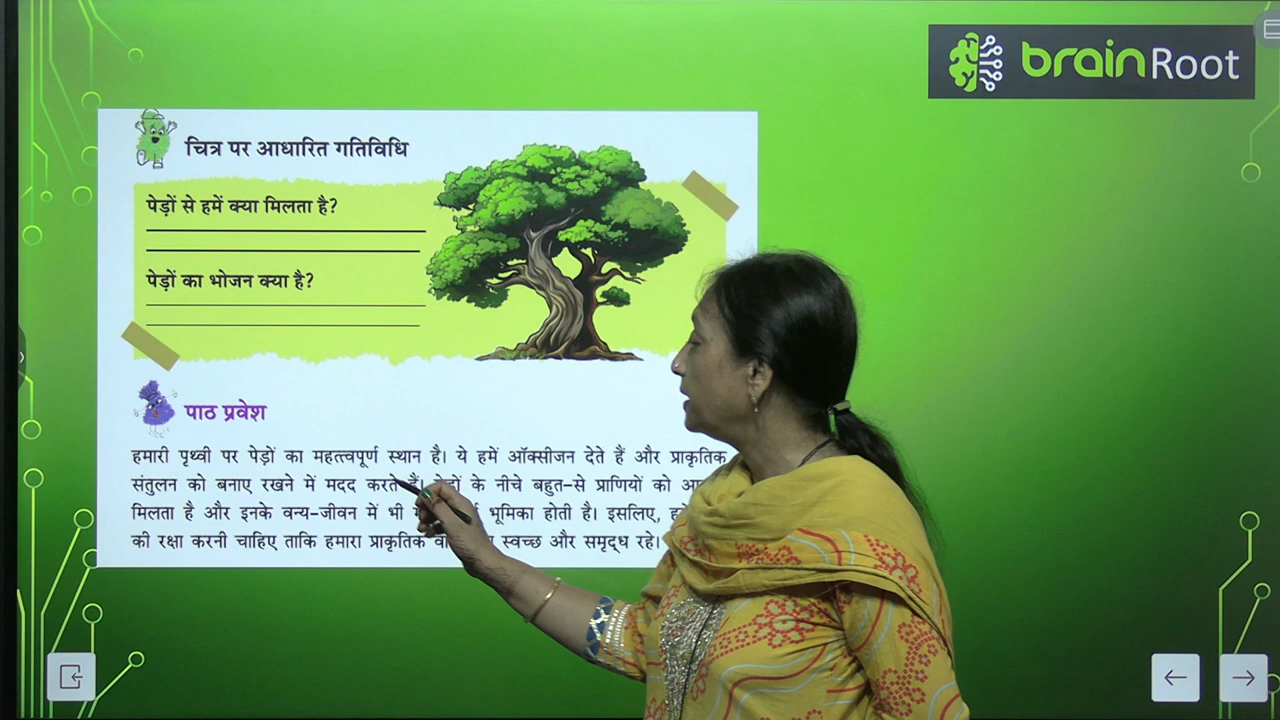 brainRoot
चित्र पर आधारित गतिविधि
पेड़ों से हमें क्या मिलता है?
पेड़ों का भोजन क्या है?
पाठ प्रवेश
हमारी पृथ्वी पर पेड़ों का महत्त्वपूर्ण स्थान है। ये हमें ऑक्सीजन देते हैं और प्राकृतिक
संतुलन को बनाए रखने में मदद करते हैं। के नीचे बहुत-से प्राणियों को
मिलता है और इनके वन्य-जीवन में भी भूमिका होती है। इसलिए,
की रक्षा करनी चाहिए ताकि हमारा प्राकृतिक स्वच्छ और समृद्ध रहे।